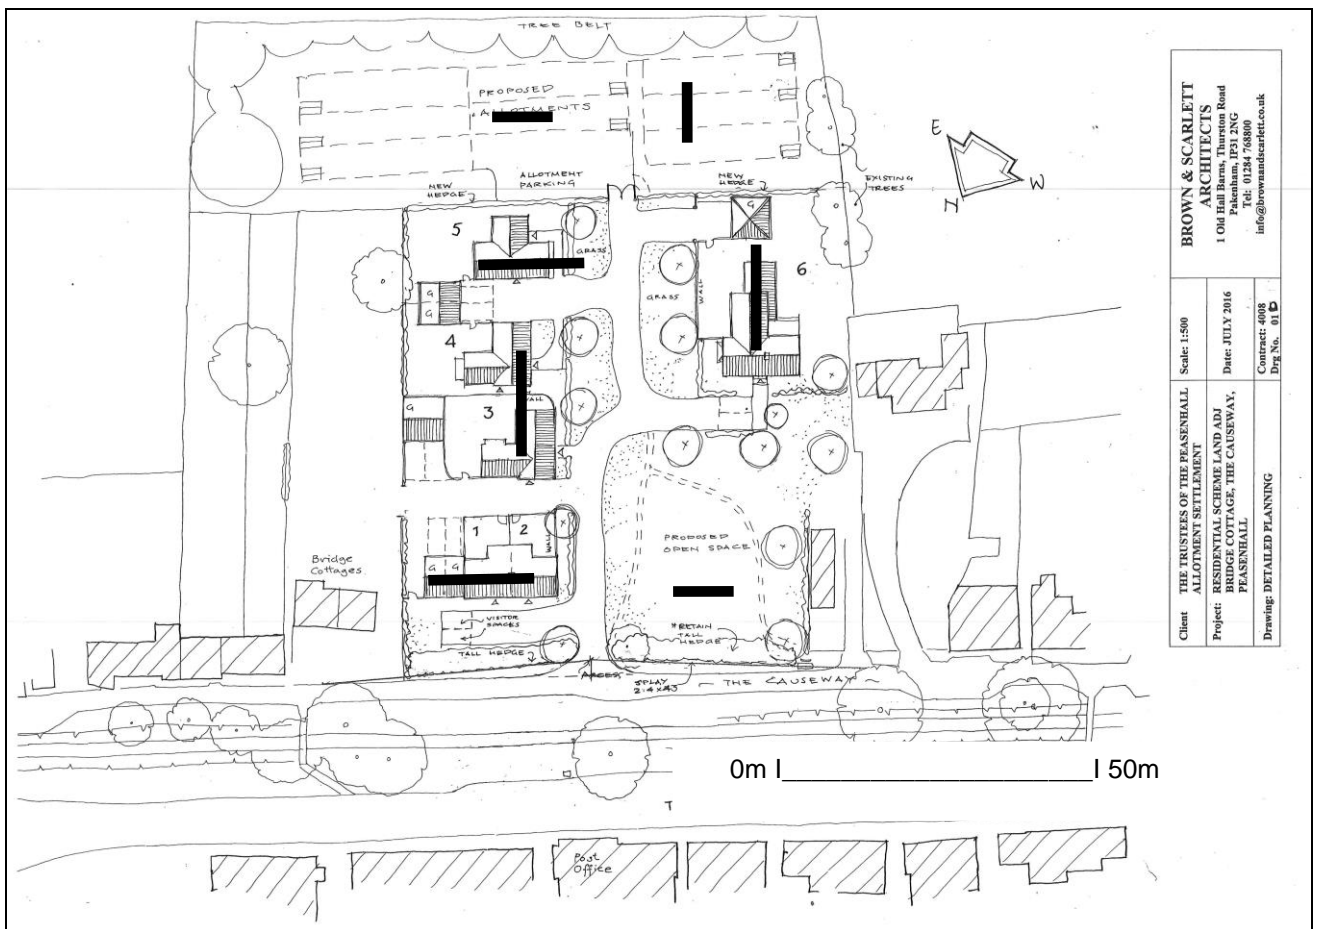 TREE BELT
PROPOSED
ALLOTMENTS
ALLOTMENT
PARKING
NEW
HEDGE
NEW
HEDGE
EXISTING
TREES
E
W
N
5
G
6
GRASS
GRASS
WALL
G
G
4
WALL
G
3
1
2
WALL
G G
PROPOSED
OPEN SPACE
Bridge
Cottages
VISITOR
SPACES
TALL HEDGE
*RETAIN
TALL
HEDGE
ACCESS
SPLAY
2.4x43
~ THE CAUSEWAY ~
0m I_____________________I 50m
T
Post
Office
BROWN & SCARLETT
ARCHITECTS
1 Old Hall Barns, Thurston Road
Pakenham, IP31 2NG
Tel: 01284 768800
info@brownandscarlett.co.uk
Scale: 1:500
Date: JULY 2016
Contract: 4008
Drg No. 01 D
Client THE TRUSTEES OF THE PEASENHALL
ALLOTMENT SETTLEMENT
Project: RESIDENTIAL SCHEME LAND ADJ
BRIDGE COTTAGE, THE CAUSEWAY,
PEASENHALL
Drawing: DETAILED PLANNING